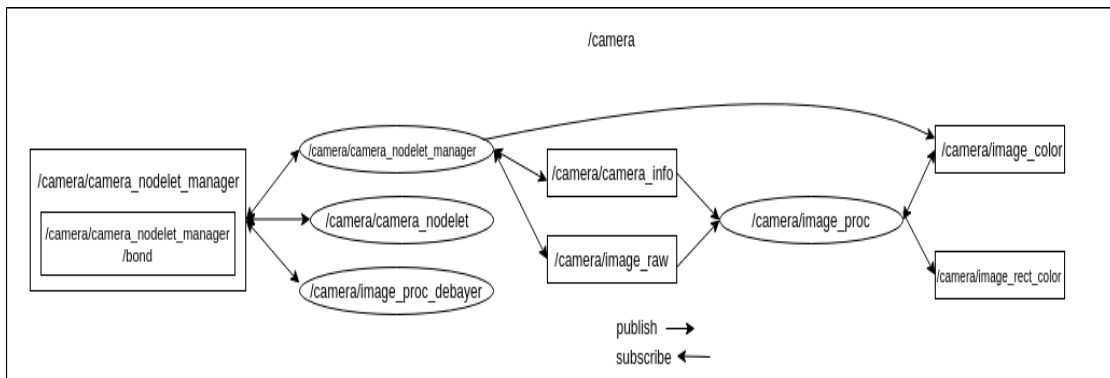 /camera
/camera/camera_nodelet_manager
/camera/camera_nodelet_manager
/bond
/camera/camera_nodelet_manager
/camera/camera_nodelet
/camera/image_proc_debayer
/camera/camera_info
/camera/image_raw
/camera/image_proc
/camera/image_color
/camera/image_rect_color
publish
subscribe